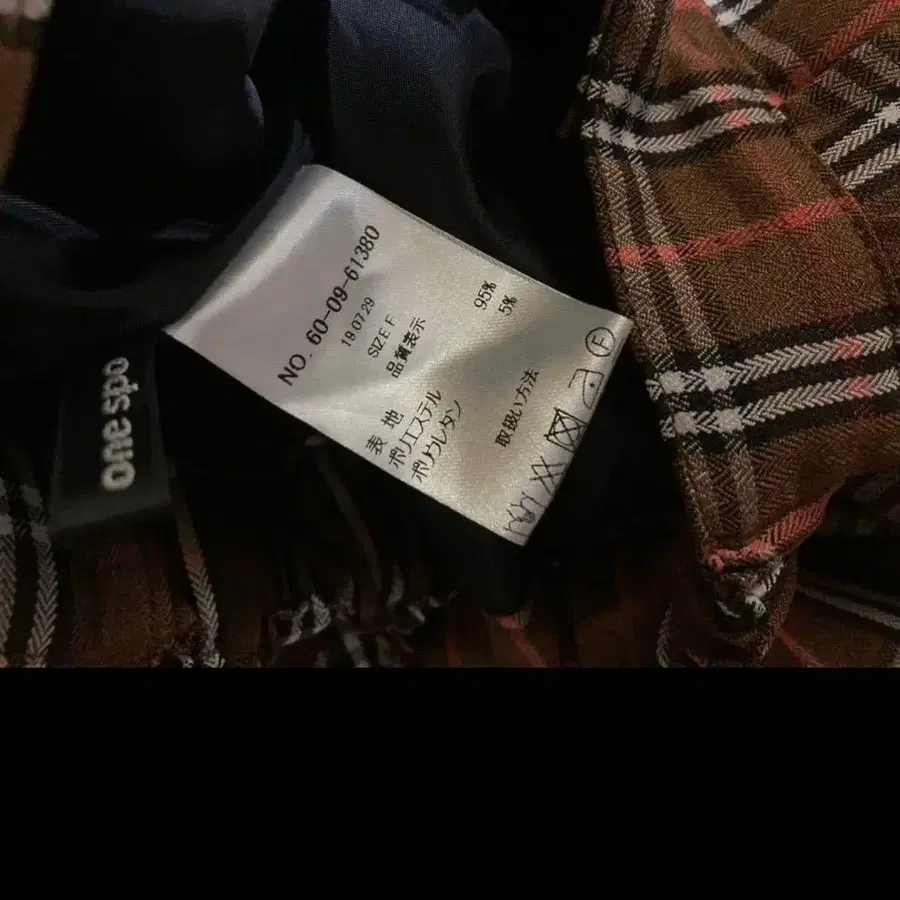 NO. 60-09-61380
19.07.29
SIZE F
品質表示
表 地
ポリエステル 95%
ポリウレタン 5%
取扱い方法
F
one spo